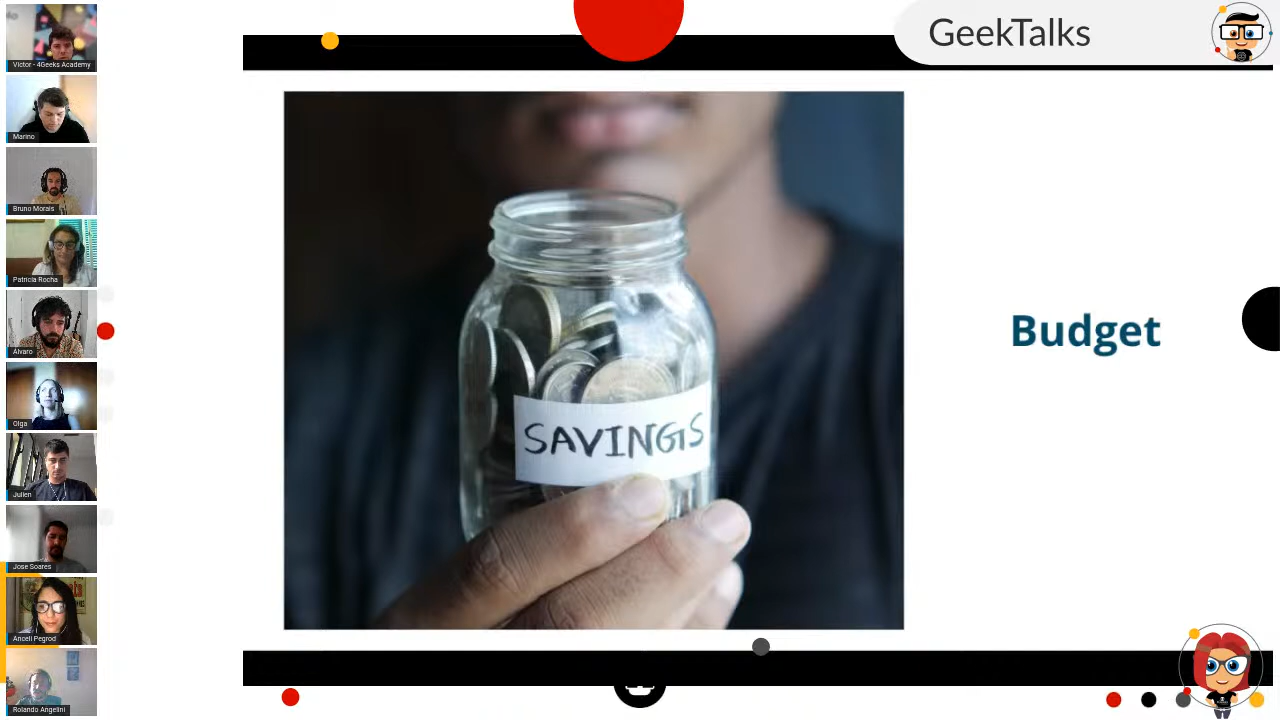 GeekTalks
Victor - 4Geeks Academy
Marino
Bruno Morais
Patricia Rocha
Alvaro
Olga
Julien
Jose Soares
Anceli Pegrod
Rolando Angelini
SAVINGS
Budget